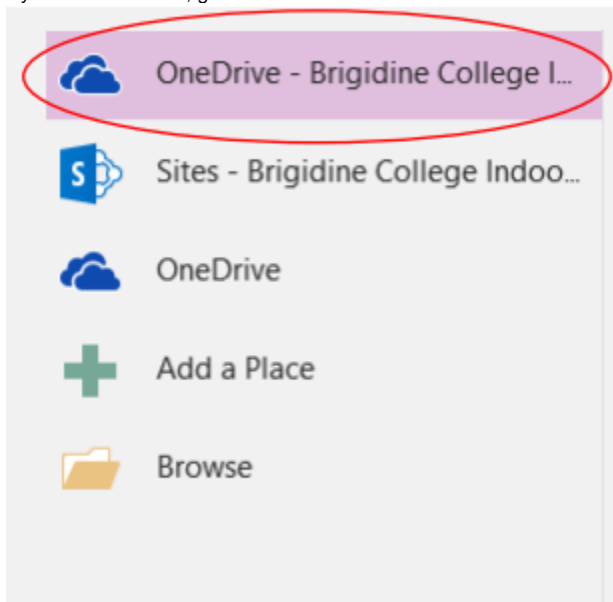 OneDrive - Brigidine College I...
S
Sites - Brigidine College Indoo...
OneDrive
Add a Place
Browse